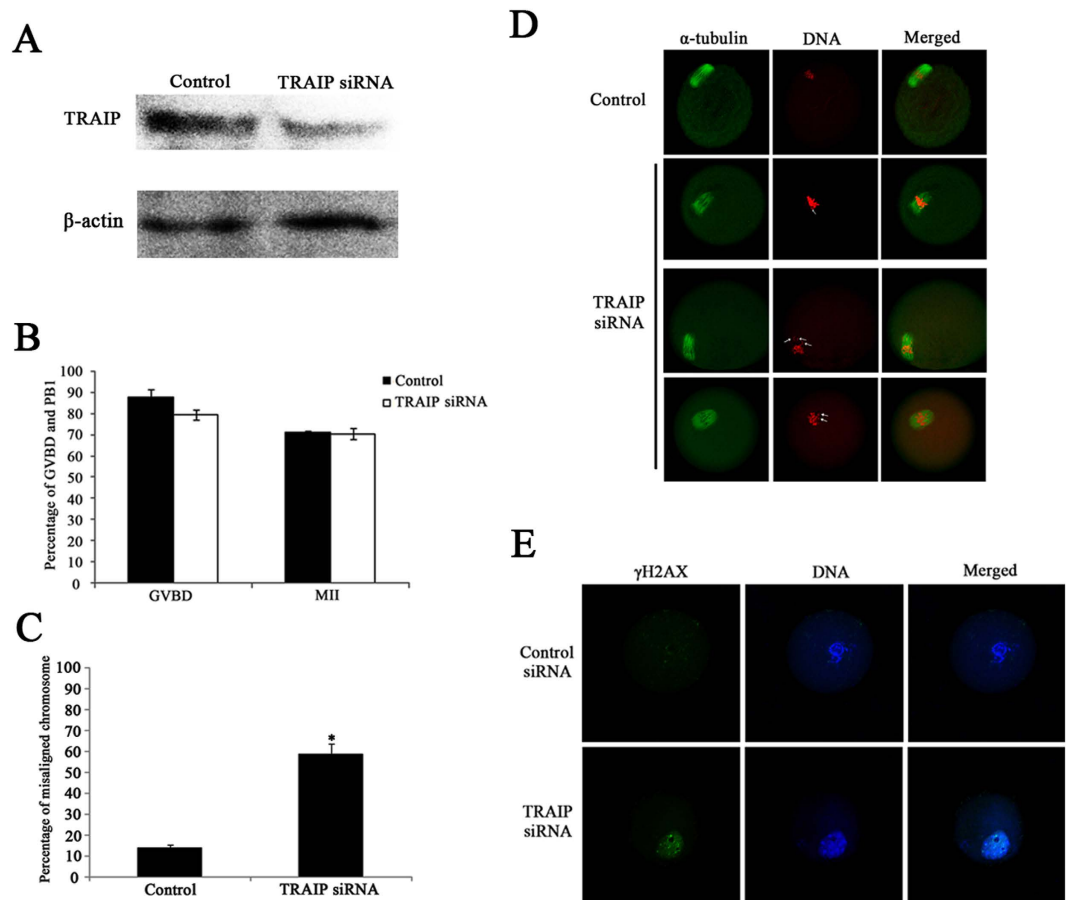 A
Control TRAIP siRNA
TRAIP
β-actin
B
Percentage of GVBD and PB1
100
90
80
70
60
50
40
30
20
10
0
Control
TRAIP siRNA
GVBD MII
C
Percentage of misaligned chromosome
100
90
80
70
60
50
40
30
20
10
0
*
Control TRAIP siRNA
D
α-tubulin DNA Merged
Control
TRAIP
siRNA
E
γH2AX DNA Merged
Control
siRNA
TRAIP
siRNA